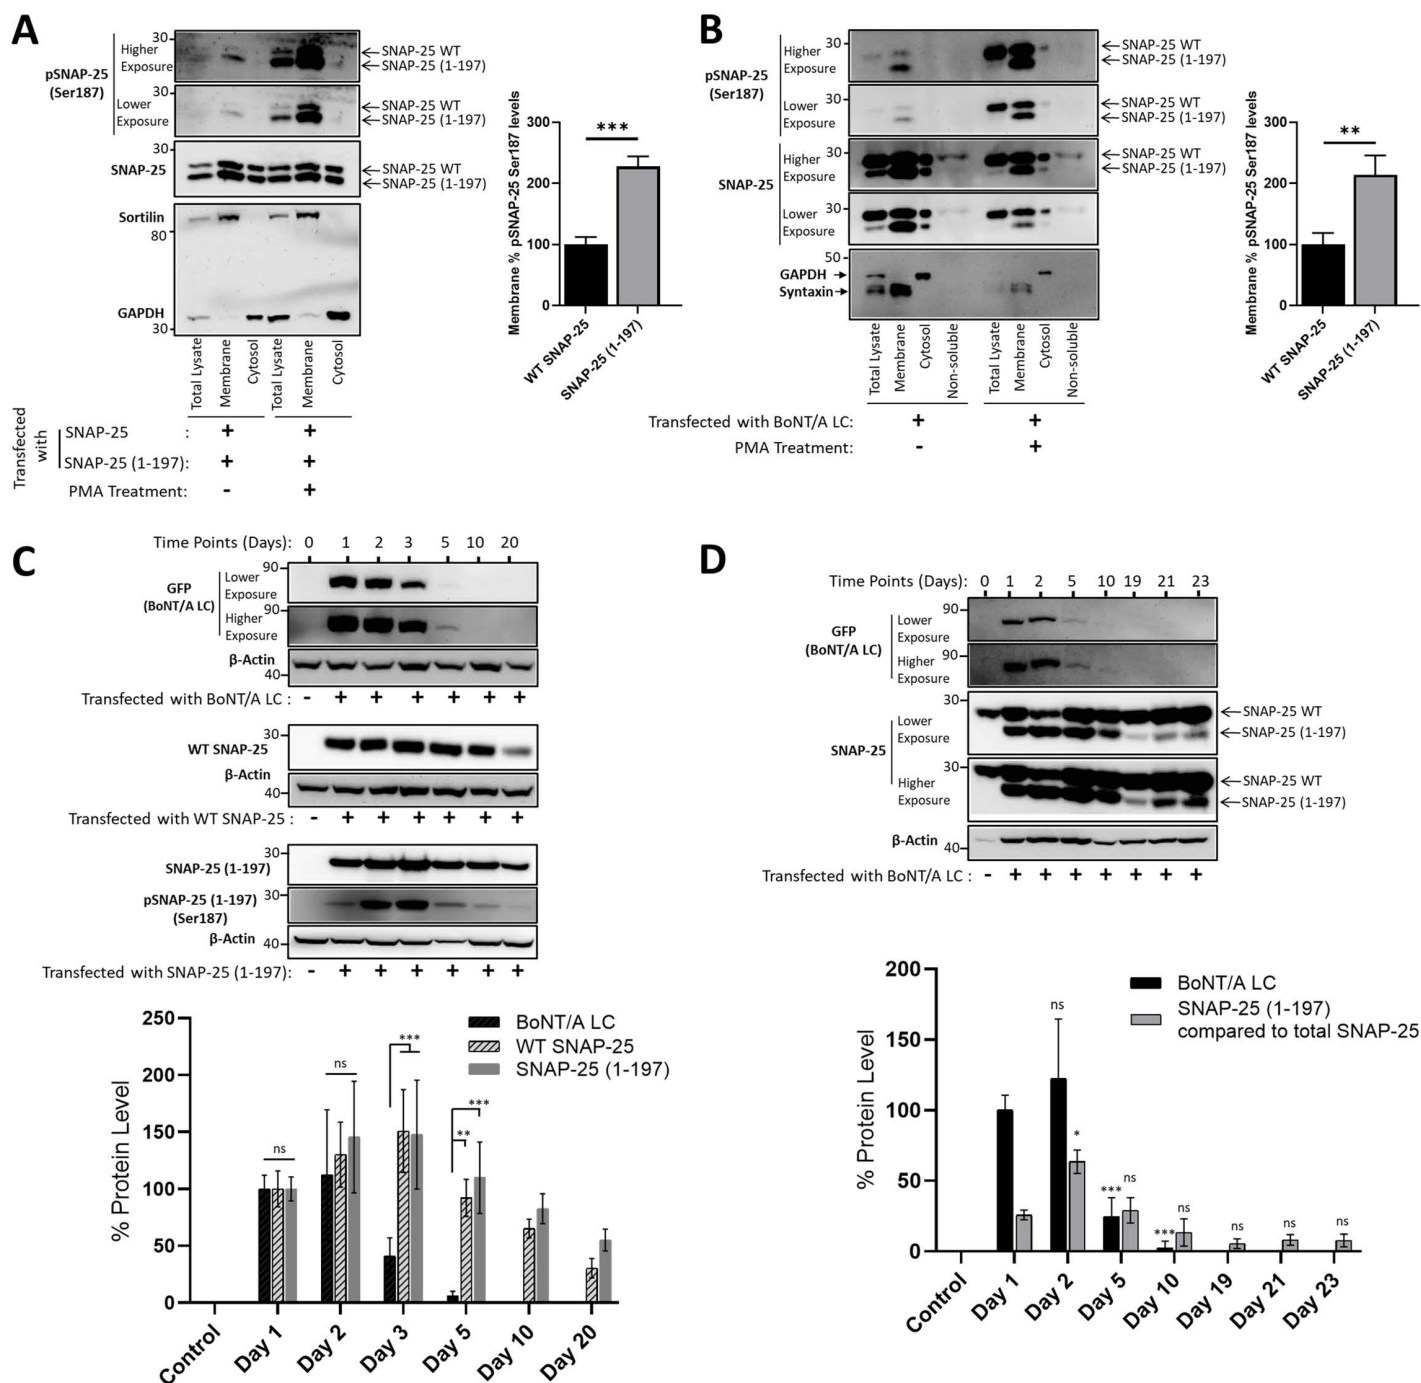 A
30
Higher
Exposure
pSNAP-25
(Ser187)
SNAP-25 WT
SNAP-25 (1-197)
30
Lower
Exposure
SNAP-25 WT
SNAP-25 (1-197)
30
SNAP-25
SNAP-25 WT
SNAP-25 (1-197)
Sortilin
80
GAPDH
30
Total Lysate
Membrane
Cytosol
Total Lysate
Membrane
Cytosol
Transfected
with
SNAP-25 : + +
SNAP-25 (1-197): + +
PMA Treatment: - +
Membrane % pSNAP-25 Ser187 levels
300
200
100
0
***
WT SNAP-25
SNAP-25 (1-197)
B
30
Higher
Exposure
pSNAP-25
(Ser187)
SNAP-25 WT
SNAP-25 (1-197)
30
Lower
Exposure
SNAP-25 WT
SNAP-25 (1-197)
SNAP-25
Higher 30
Exposure
SNAP-25 WT
SNAP-25 (1-197)
Lower 30
Exposure
50
GAPDH
Syntaxin
Total Lysate
Membrane
Cytosol
Non-soluble
Total Lysate
Membrane
Cytosol
Non-soluble
Transfected with BoNT/A LC: + +
PMA Treatment: - +
Membrane % pSNAP-25 Ser187 levels
300
200
100
0
**
WT SNAP-25
SNAP-25 (1-197)
C
Time Points (Days): 0 1 2 3 5 10 20
GFP
(BoNT/A LC)
90
Lower
Exposure
90
Higher
Exposure
β-Actin
40
Transfected with BoNT/A LC: - + + + + + +
30
WT SNAP-25
β-Actin
40
Transfected with WT SNAP-25 : - + + + + + +
30
SNAP-25 (1-197)
pSNAP-25 (1-197)
(Ser187)
30
β-Actin
40
Transfected with SNAP-25 (1-197): - + + + + + +
% Protein Level
250
200
150
100
50
0
BoNT/A LC
WT SNAP-25
SNAP-25 (1-197)
ns
ns
***
**
***
Control
Day 1
Day 2
Day 3
Day 5
Day 10
Day 20
D
Time Points (Days): 0 1 2 5 10 19 21 23
GFP
(BoNT/A LC)
90
Lower
Exposure
Higher 90
Exposure
30
SNAP-25
Lower
Exposure
SNAP-25 WT
SNAP-25 (1-197)
30
Higher
Exposure
SNAP-25 WT
SNAP-25 (1-197)
β-Actin
40
Transfected with BoNT/A LC : - + + + + + + +
% Protein Level
200
150
100
50
0
BoNT/A LC
SNAP-25 (1-197)
compared to total SNAP-25
ns
*
***
ns
***
ns
ns
ns
ns
Control
Day 1
Day 2
Day 5
Day 10
Day 19
Day 21
Day 23